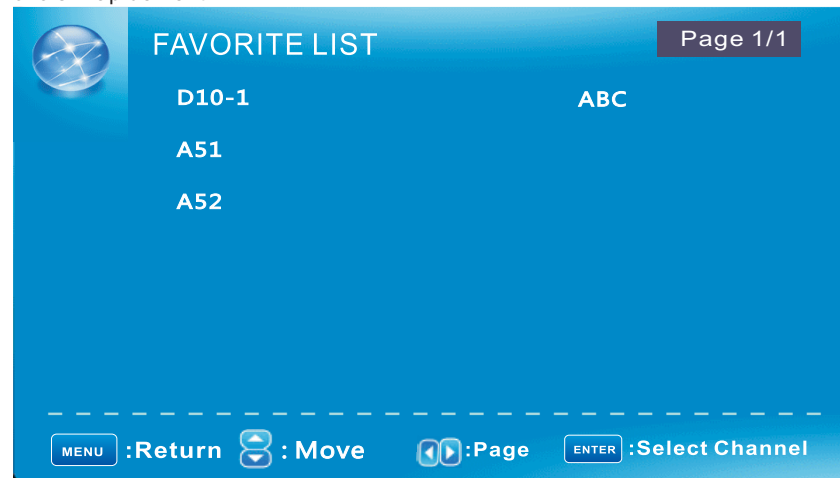 FAVORITE LIST Page 1/1
D10-1 ABC
A51
A52
MENU :Return : Move :Page ENTER :Select Channel